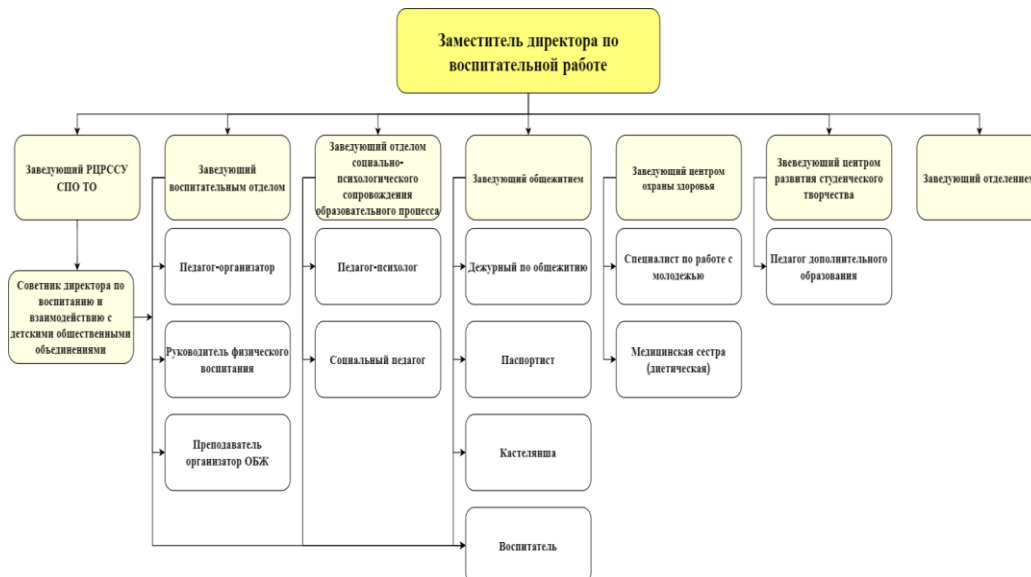 Заместитель директора по
воспитательной работе
Заведующий РЦРССУ
СПО ТО
Заведующий
воспитательным отделом
Заведующий отделом
социально-
психологического
сопровождения
образовательного процесса
Заведующий общежитием
Заведующий центром
охраны здоровья
Звеведующий центром
развития студенческого
творчества
Заведующий отделением
Советник директора по
воспитанию и
взаимодействию с
детскими общественными
объединениями
Педагог-организатор
Руководитель физического
воспитания
Преподаватель
организатор ОБЖ
Педагог-психолог
Социальный педагог
Дежурный по общежитию
Паспортист
Кастелянша
Воспитатель
Специалист по работе с
молодежью
Медицинская сестра
(диетическая)
Педагог дополнительного
образования